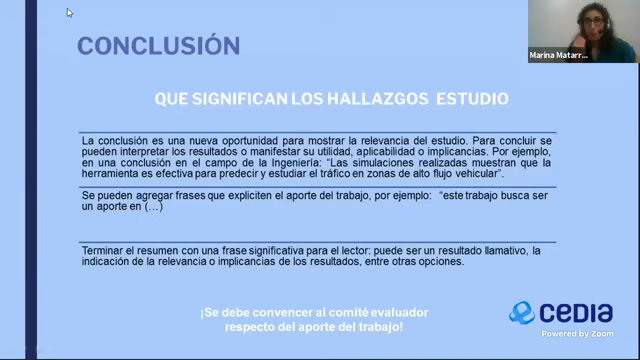 CONCLUSIÓN
Marina Matarr...
QUE SIGNIFICAN LOS HALLAZGOS ESTUDIO
La conclusión es una nueva oportunidad para mostrar la relevancia del estudio. Para concluir se
pueden interpretar los resultados o manifestar su utilidad, aplicabilidad o implicancias. Por ejemplo,
en una conclusión en el campo de la Ingeniería: “Las simulaciones realizadas muestran que la
herramienta es efectiva para predecir y estudiar el tráfico en zonas de alto flujo vehicular”.
Se pueden agregar frases que expliciten el aporte del trabajo, por ejemplo: “este trabajo busca ser
un aporte en (…)
Terminar el resumen con una frase significativa para el lector: puede ser un resultado llamativo, la
indicación de la relevancia o implicancias de los resultados, entre otras opciones.
¡Se debe convencer al comité evaluador
respecto del aporte del trabajo!
CEDIA
Powered by Zoom